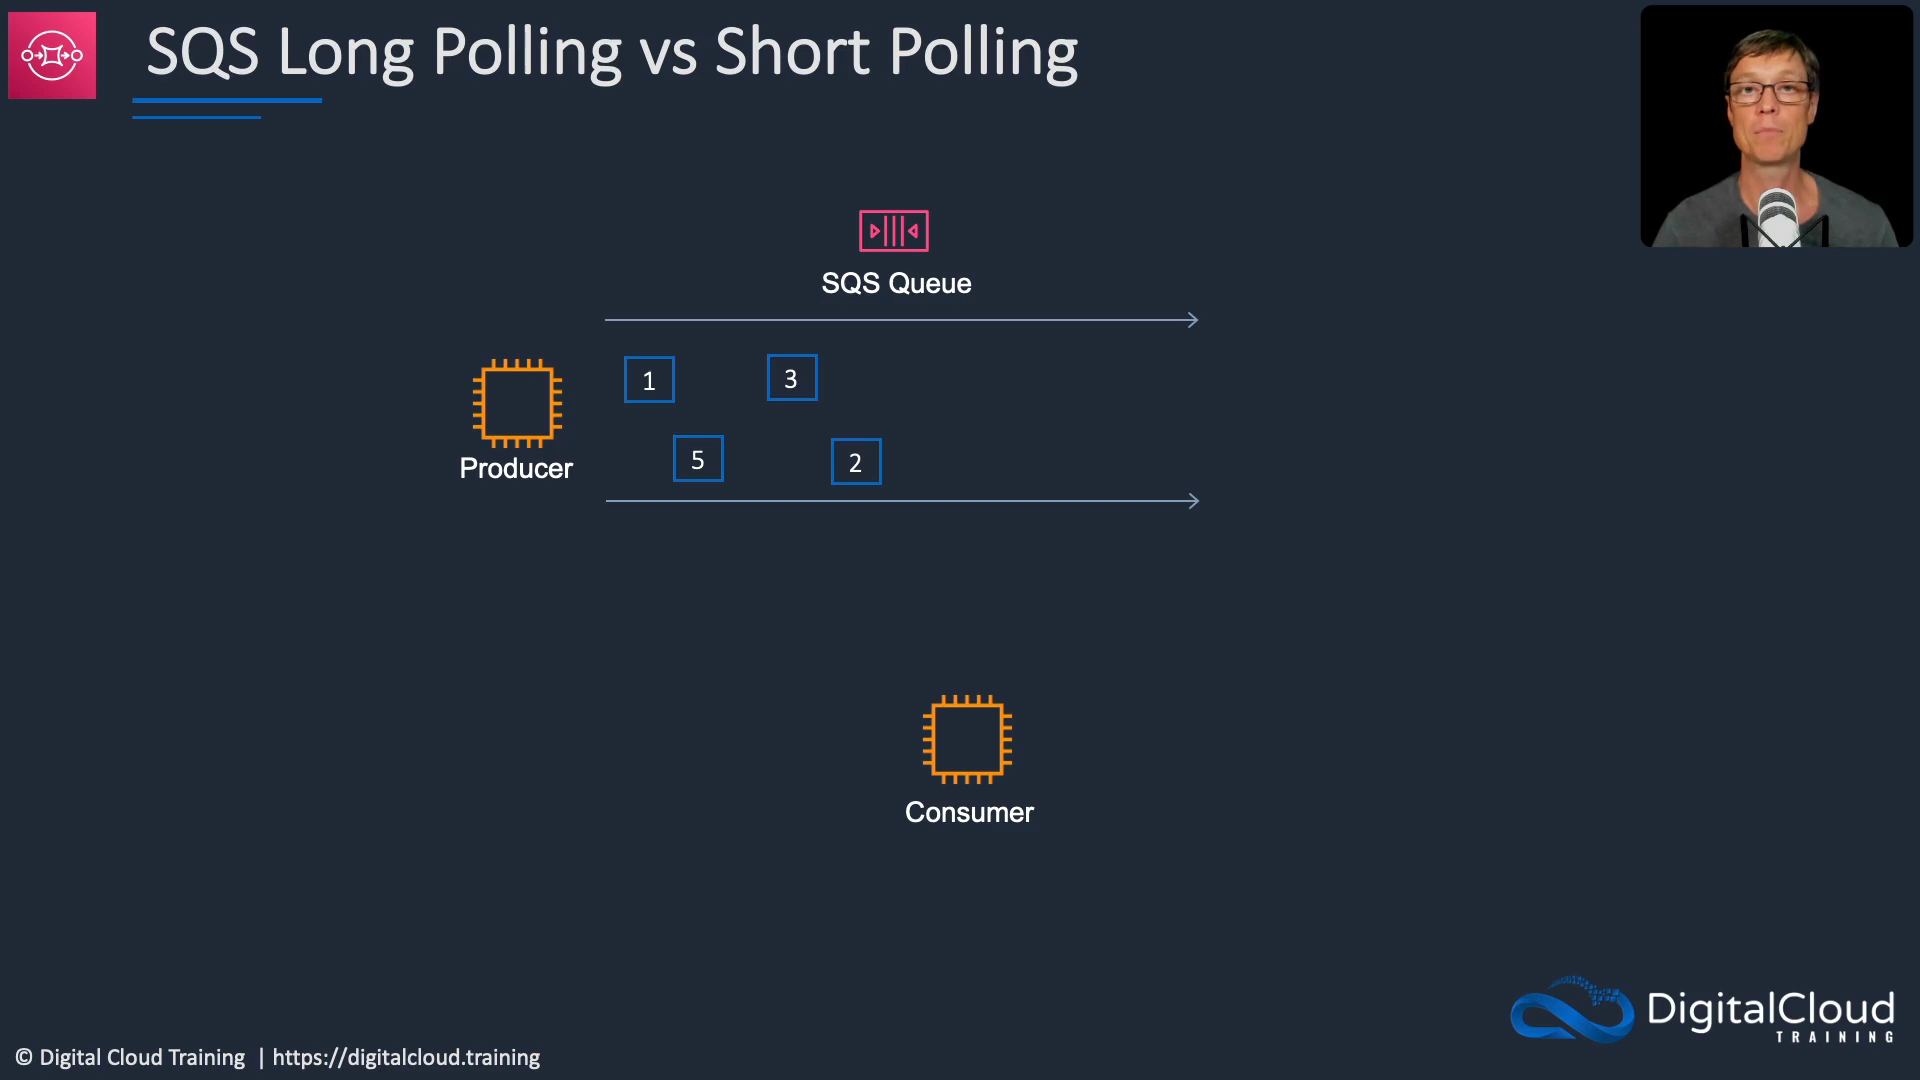 SQS Long Polling vs Short Polling
SQS Queue
1
3
5
2
Producer
Consumer
DigitalCloud
TRAINING
© Digital Cloud Training | https://digitalcloud.training